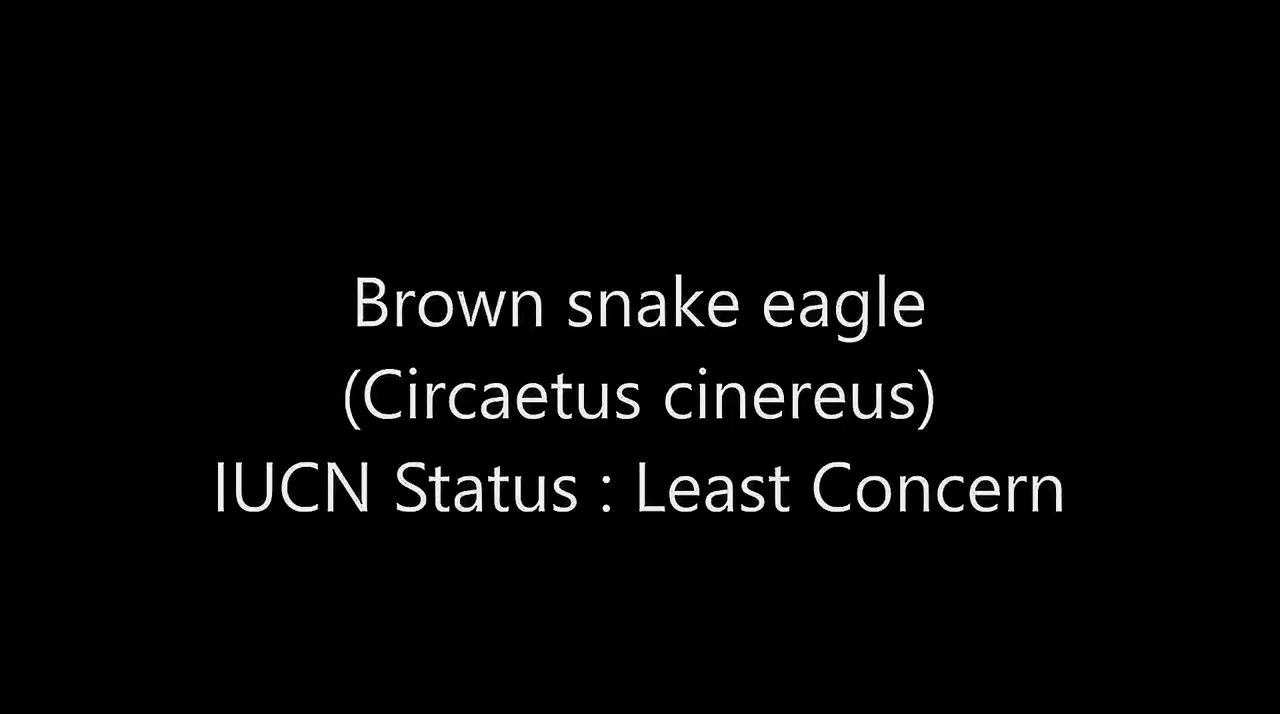 Brown snake eagle
(Circaetus cinereus)
IUCN Status : Least Concern